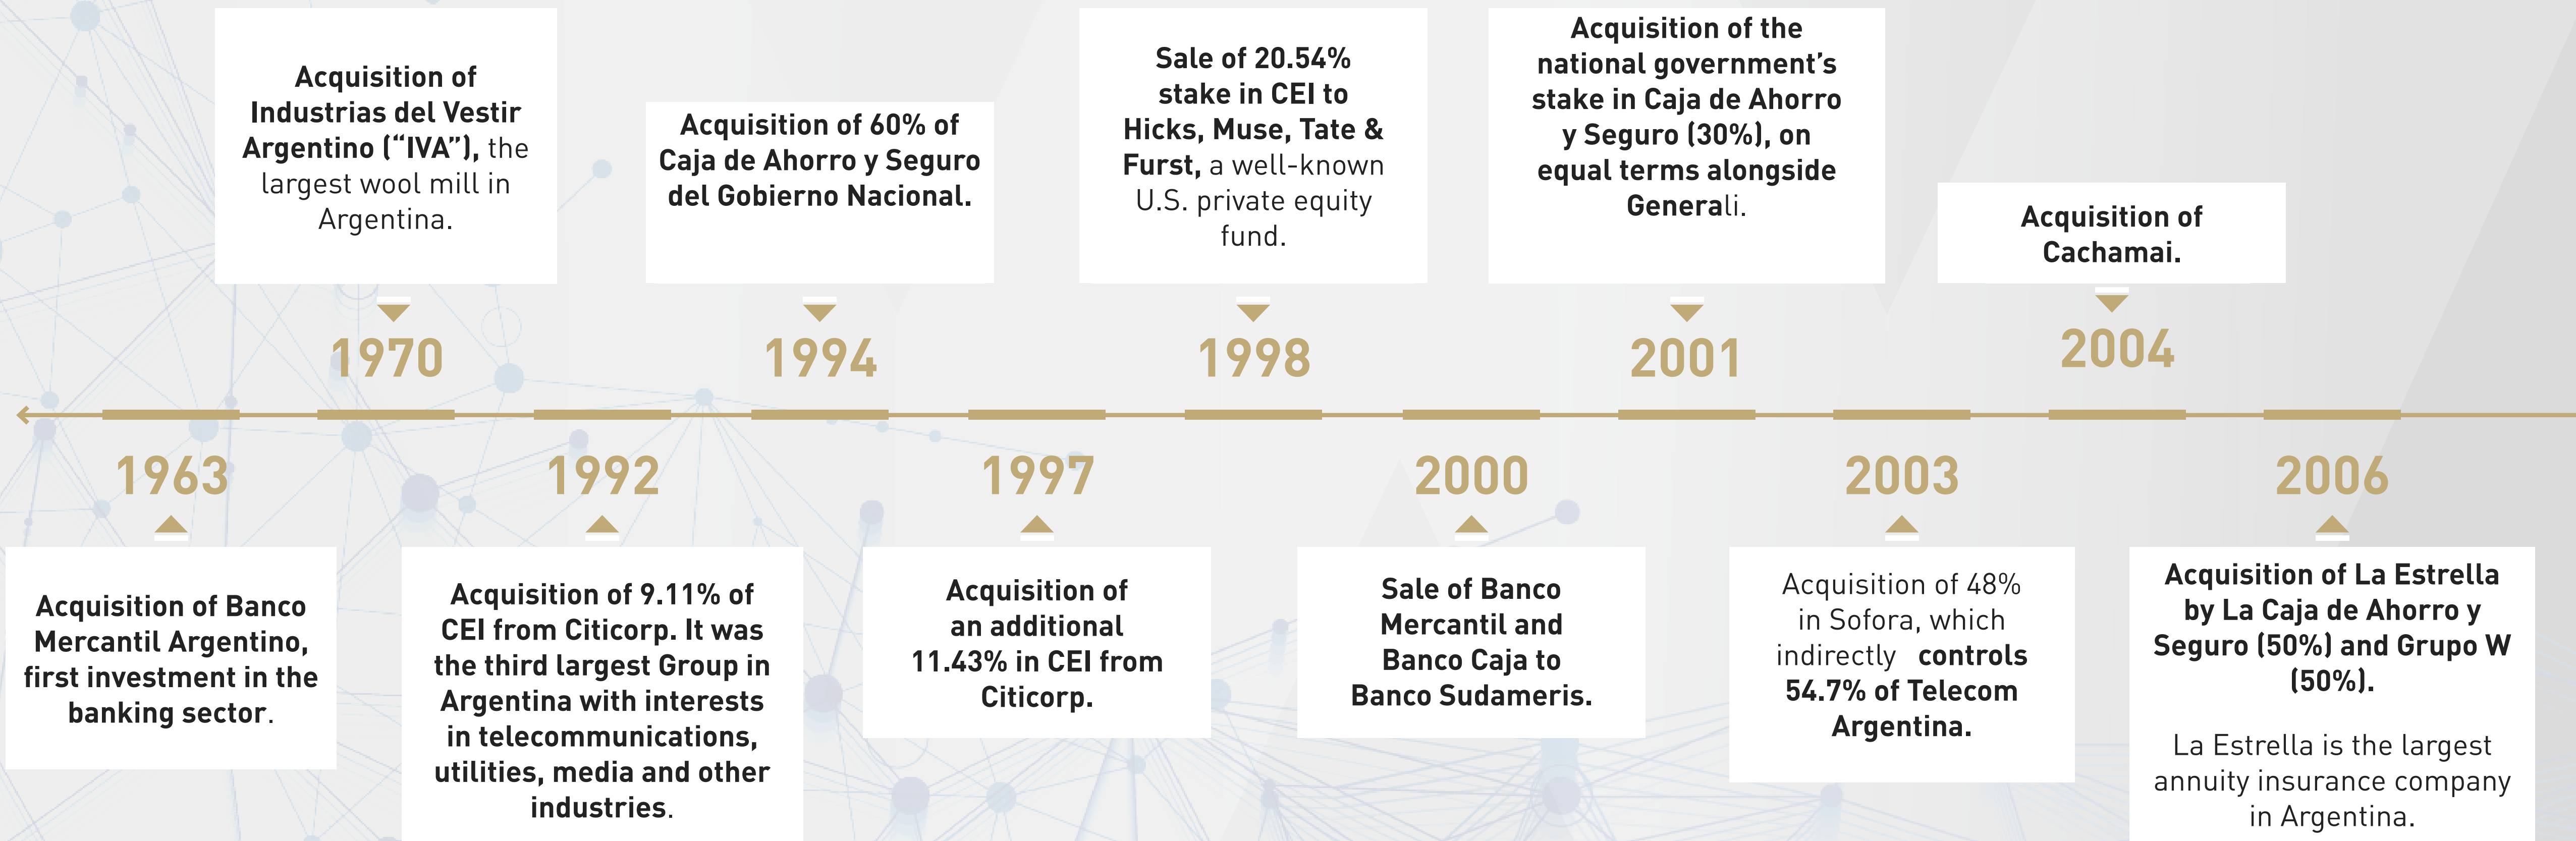 Acquisition of
Industrias del Vestir
Argentino (“IVA”), the
largest wool mill in
Argentina.
1970
Acquisition of 60% of
Caja de Ahorro y Seguro
del Gobierno Nacional.
1994
Sale of 20.54%
stake in CEI to
Hicks, Muse, Tate &
Furst, a well-known
U.S. private equity
fund.
1998
Acquisition of the
national government’s
stake in Caja de Ahorro
y Seguro (30%), on
equal terms alongside
Generali.
2001
Acquisition of
Cachamai.
2004
1963
Acquisition of Banco
Mercantil Argentino,
first investment in the
banking sector.
1992
Acquisition of 9.11% of
CEI from Citicorp. It was
the third largest Group in
Argentina with interests
in telecommunications,
utilities, media and other
industries.
1997
Acquisition of
an additional
11.43% in CEI from
Citicorp.
2000
Sale of Banco
Mercantil and
Banco Caja to
Banco Sudameris.
2003
Acquisition of 48%
in Sofora, which
indirectly controls
54.7% of Telecom
Argentina.
2006
Acquisition of La Estrella
by La Caja de Ahorro y
Seguro (50%) and Grupo W
(50%).
La Estrella is the largest
annuity insurance company
in Argentina.